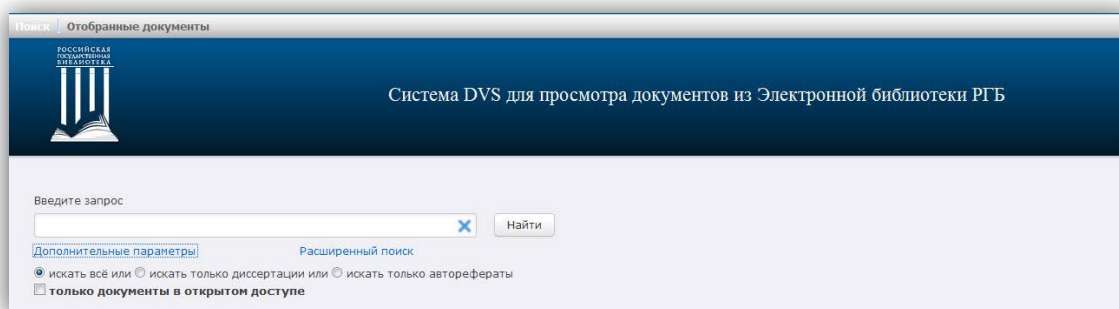 Поиск Отобранные документы
РОССИЙСКАЯ
ГОСУДАРСТВЕННАЯ
БИБЛИОТЕКА
Система DVS для просмотра документов из Электронной библиотеки РГБ
Введите запрос
Найти
Дополнительные параметры Расширенный поиск
искать всё или искать только диссертации или искать только авторефераты
только документы в открытом доступе